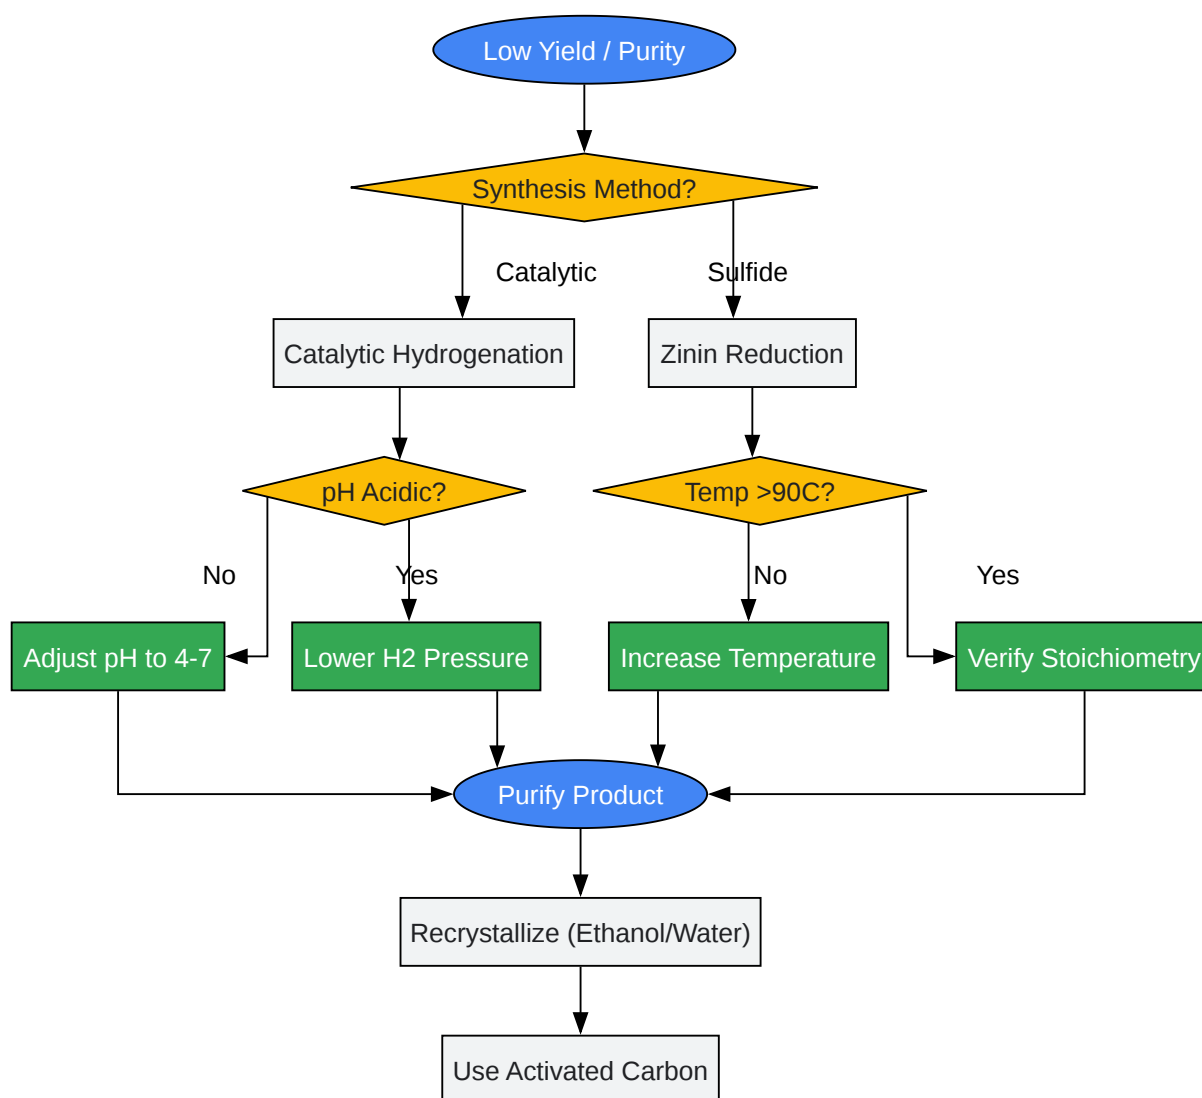 Low Yield / Purity
Synthesis Method?
Catalytic
Sulfide
Catalytic Hydrogenation
Zinin Reduction
pH Acidic?
Temp >90C?
No
Yes
No
Yes
Adjust pH to 4-7
Lower H2 Pressure
Increase Temperature
Verify Stoichiometry
Purify Product
Recrystallize (Ethanol/Water)
Use Activated Carbon